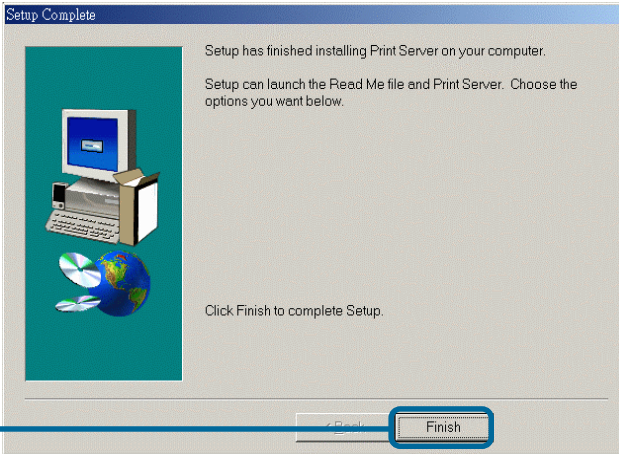 Setup Complete
Setup has finished installing Print Server on your computer.
Setup can launch the Read Me file and Print Server. Choose the
options you want below.
Click Finish to complete Setup.
< Back
Finish